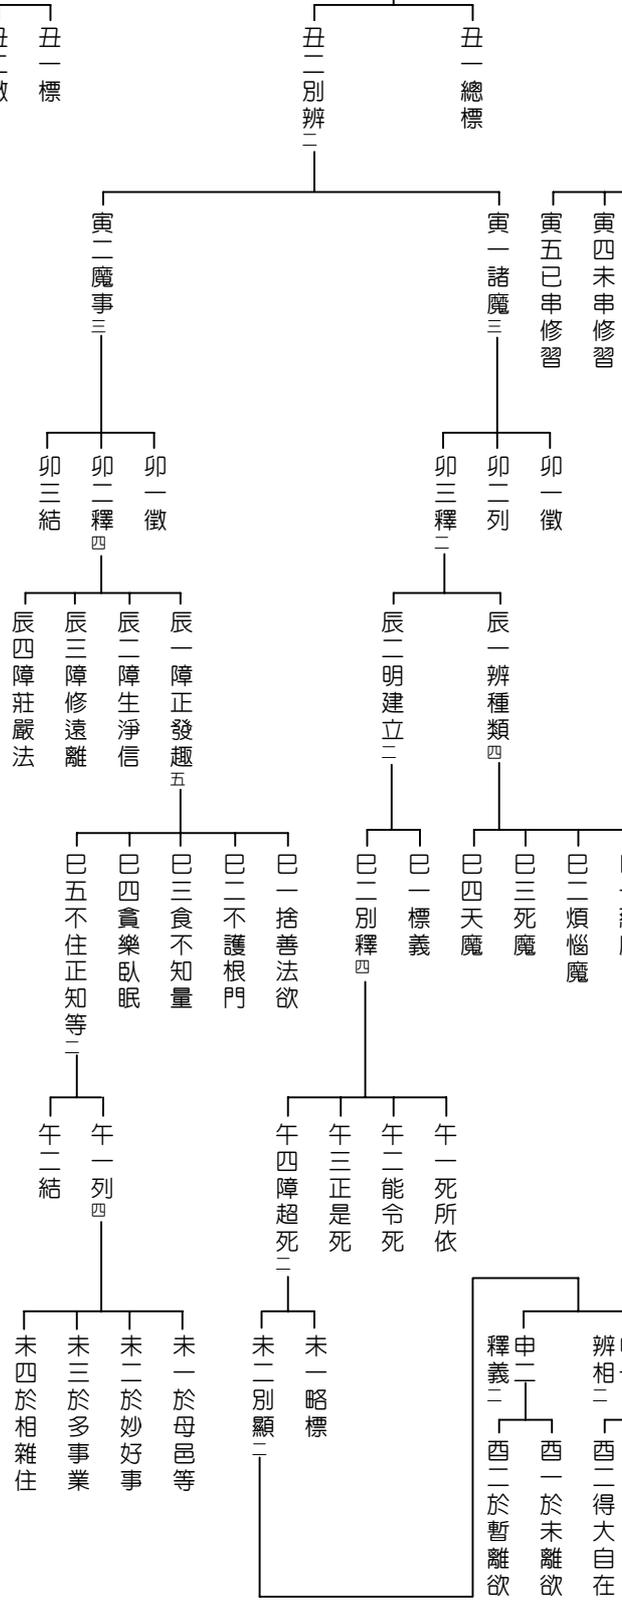 丑一總標
丑二別辨二
丑一標
寅四未串修習
寅五已串修習
寅一諸魔三
寅二魔事三
卯一徵
卯二列
卯三釋二
卯一徵
卯二釋四
卯三結
辰一辨種類四
辰二明建立二
辰一障正發趣五
辰二障生淨信
辰三障修遠離
辰四障莊嚴法
巳二煩惱魔
巳三死魔
巳四天魔
巳一標義
巳二別釋四
巳一捨善法欲
巳二不護根門
巳三食不知量
巳四貪樂臥眠
巳五不住正知等二
午一死所依
午二能令死
午三正是死
午四障超死二
午一列四
午二結
辨相二
申二
釋義二
未一略標
未二別顯二
未一於母邑等
未二於妙好事
未三於多事業
未四於相雜住
酉二得大自在
酉一於未離欲
酉二於暫離欲